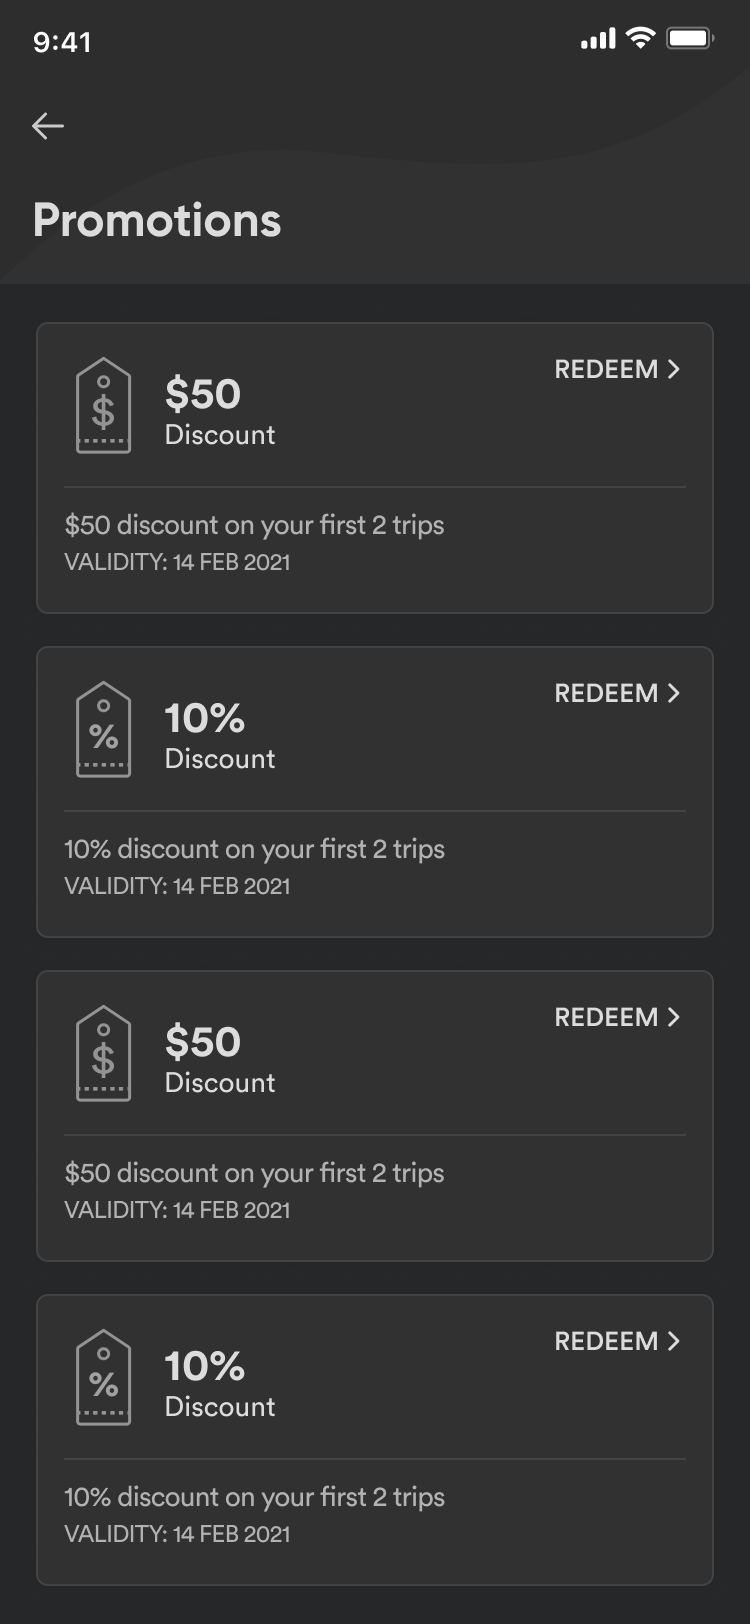 9:41
Promotions
REDEEM
$
$50
Discount
$50 discount on your first 2 trips
VALIDITY: 14 FEB 2021
REDEEM
%
10%
Discount
10% discount on your first 2 trips
VALIDITY: 14 FEB 2021
REDEEM
$
$50
Discount
$50 discount on your first 2 trips
VALIDITY: 14 FEB 2021
REDEEM
%
10%
Discount
10% discount on your first 2 trips
VALIDITY: 14 FEB 2021